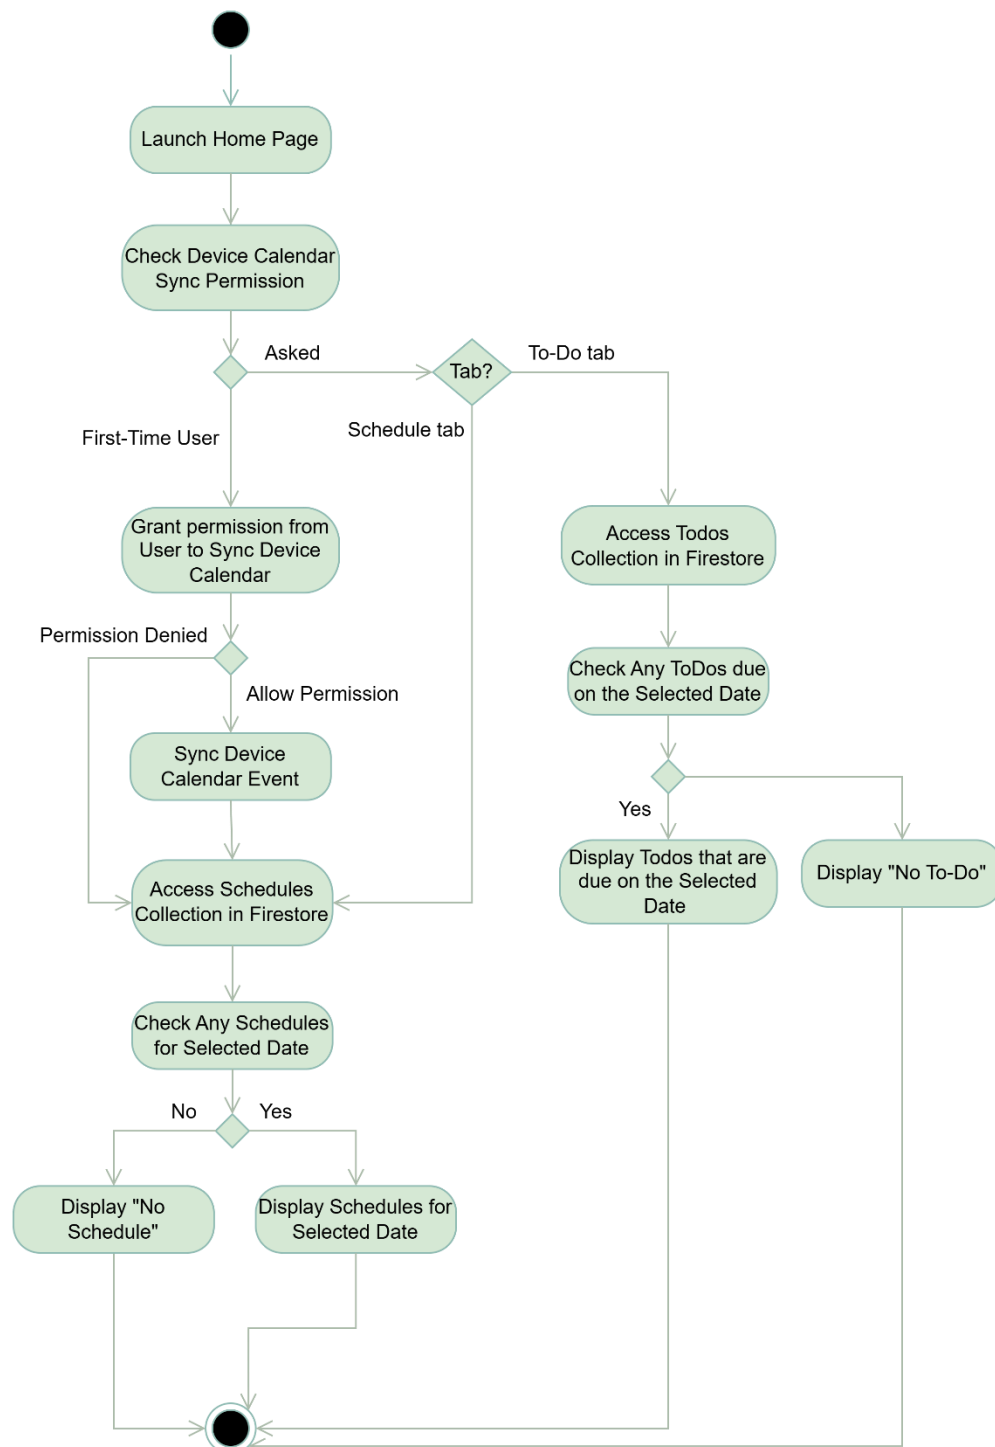 Launch Home Page
Check Device Calendar
Sync Permission
Asked
Tab?
To-Do tab
First-Time User
Schedule tab
Grant permission from
User to Sync Device
Calendar
Access Todos
Collection in Firestore
Permission Denied
Allow Permission
Check Any ToDos due
on the Selected Date
Sync Device
Calendar Event
Yes
Display Todos that are
due on the Selected
Date
Display "No To-Do"
Access Schedules
Collection in Firestore
Check Any Schedules
for Selected Date
No
Yes
Display "No
Schedule"
Display Schedules for
Selected Date